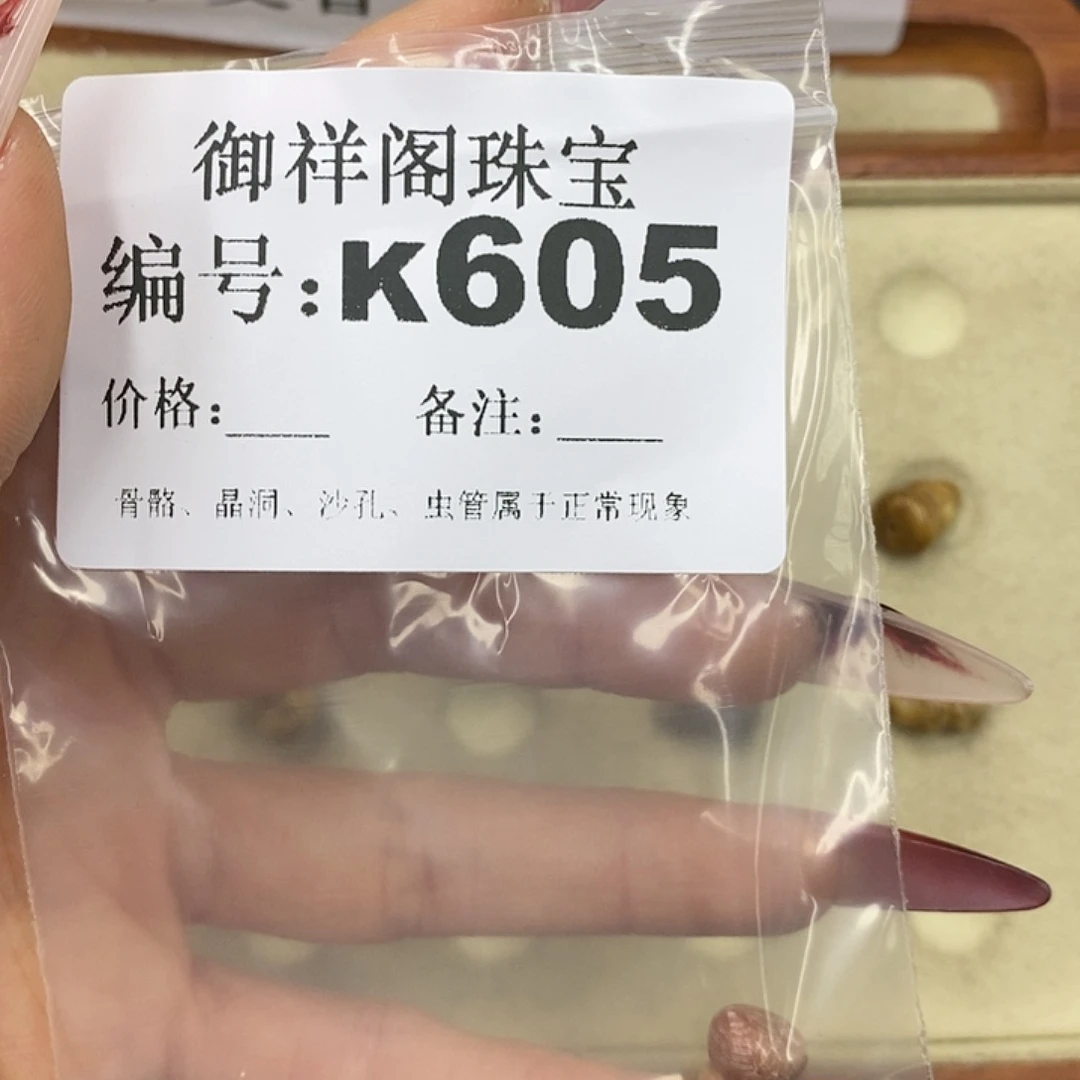 御祥阁珠宝
编号:K605
价格:____ 备注:____
骨骼、晶洞、沙孔、虫管属于正常现象